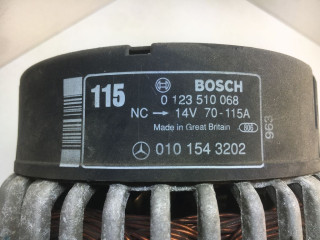 115
BOSCH
0 123 510 068
NC → 14V 70-115A
Made in Great Britain
010 154 3202
963